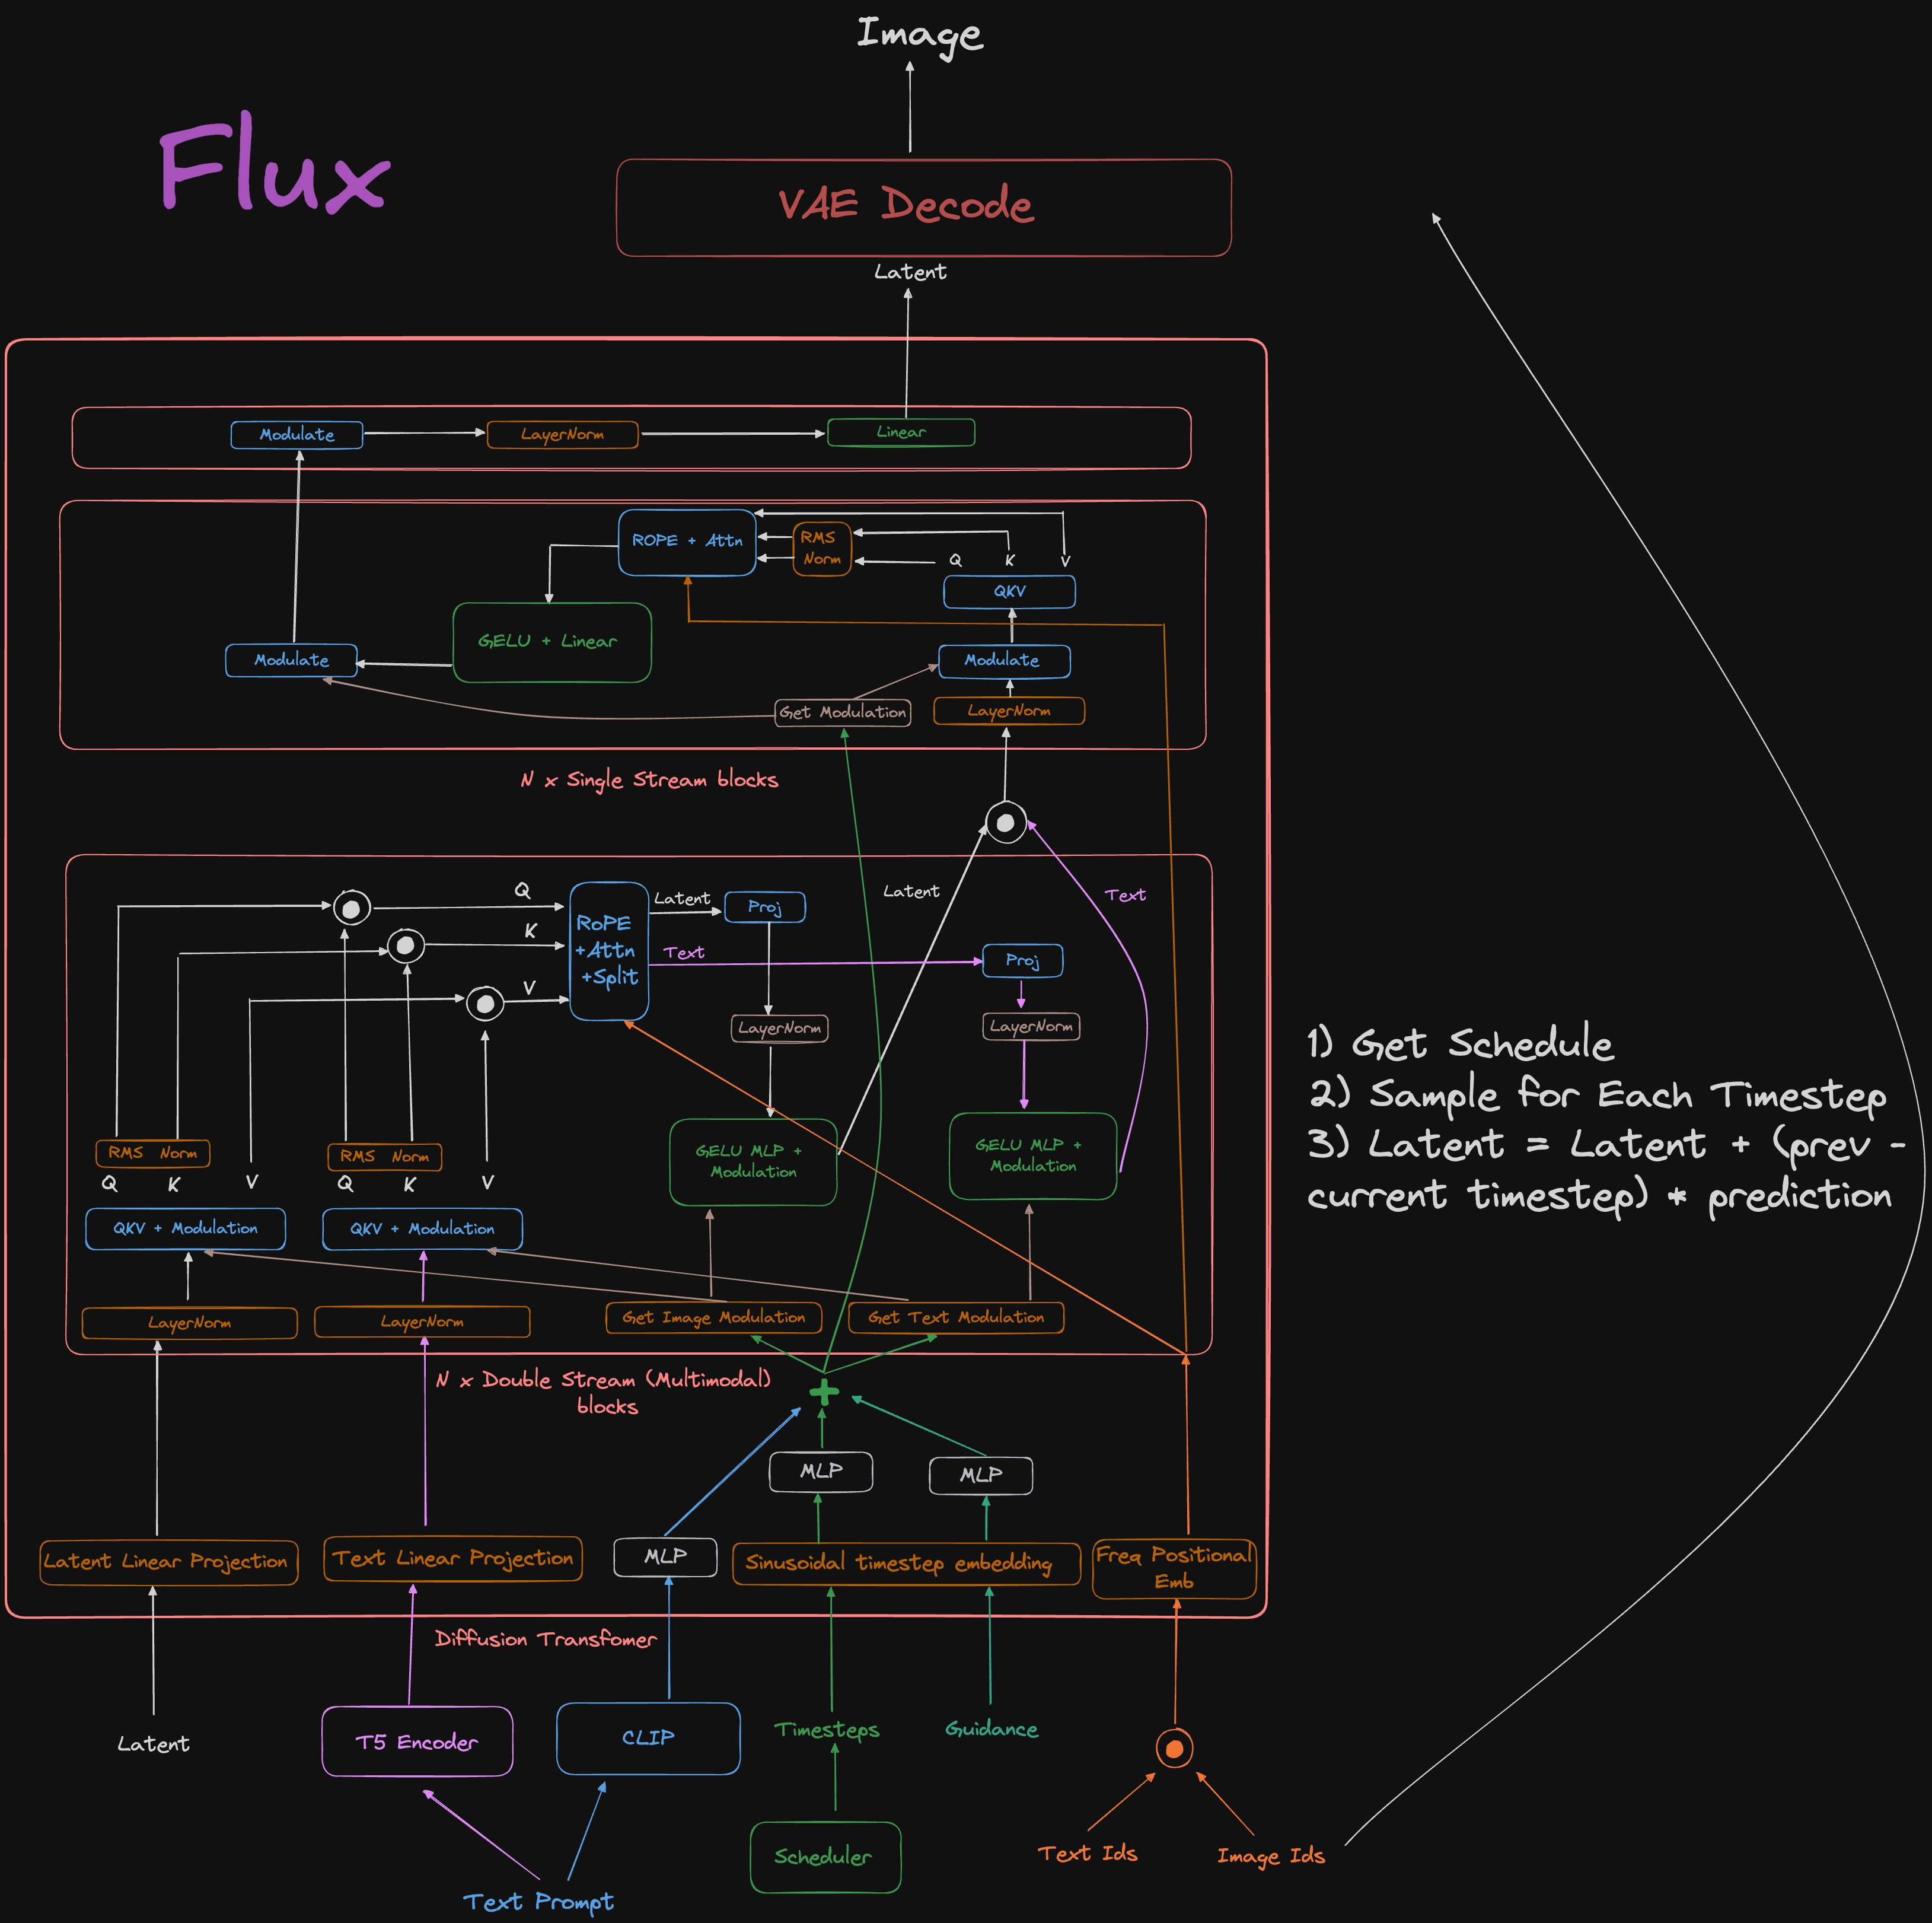 Image
Flux
VAE Decode
Latent
Modulate
LayerNorm
Linear
ROPE + Attn
RMS
Norm
Q
K
V
QKV
GELU + Linear
Modulate
Modulate
Get Modulation
LayerNorm
N x Single Stream blocks
Q
K
V
RoPE
+Attn
+Split
Latent
Proj
Text
Latent
Text
Proj
LayerNorm
LayerNorm
GELU MLP +
Modulation
GELU MLP +
Modulation
RMS Norm
RMS Norm
Q
K
V
Q
K
V
QKV + Modulation
QKV + Modulation
LayerNorm
LayerNorm
Get Image Modulation
Get Text Modulation
N x Double Stream (Multimodal)
blocks
MLP
MLP
Latent Linear Projection
Text Linear Projection
MLP
Sinusoidal timestep embedding
Freq Positional
Emb
Diffusion Transfomer
Latent
T5 Encoder
CLIP
Timesteps
Guidance
Scheduler
Text Ids
Image Ids
Text Prompt
1) Get Schedule
2) Sample for Each Timestep
3) Latent = Latent + (prev -
current timestep) * prediction